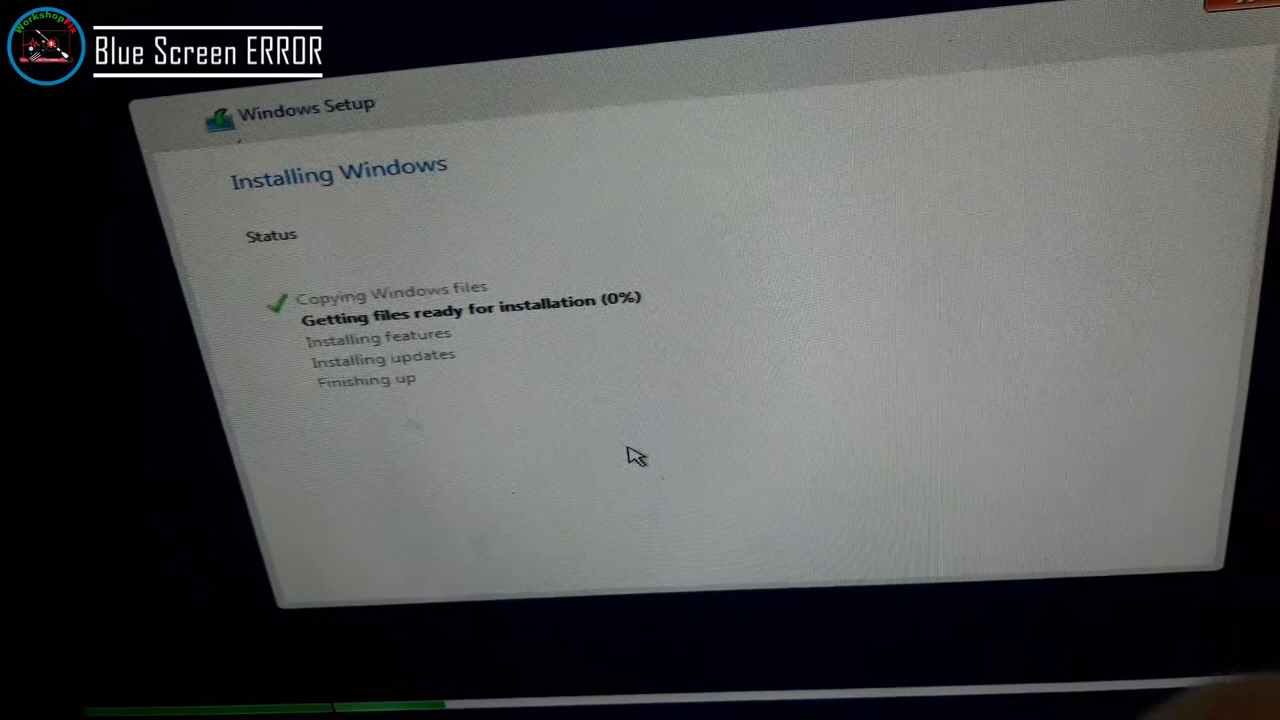 WorkshopFix
Blue Screen ERROR
Windows Setup
Installing Windows
Status
Copying Windows files
Getting files ready for installation (0%)
Installing features
Installing updates
Finishing up